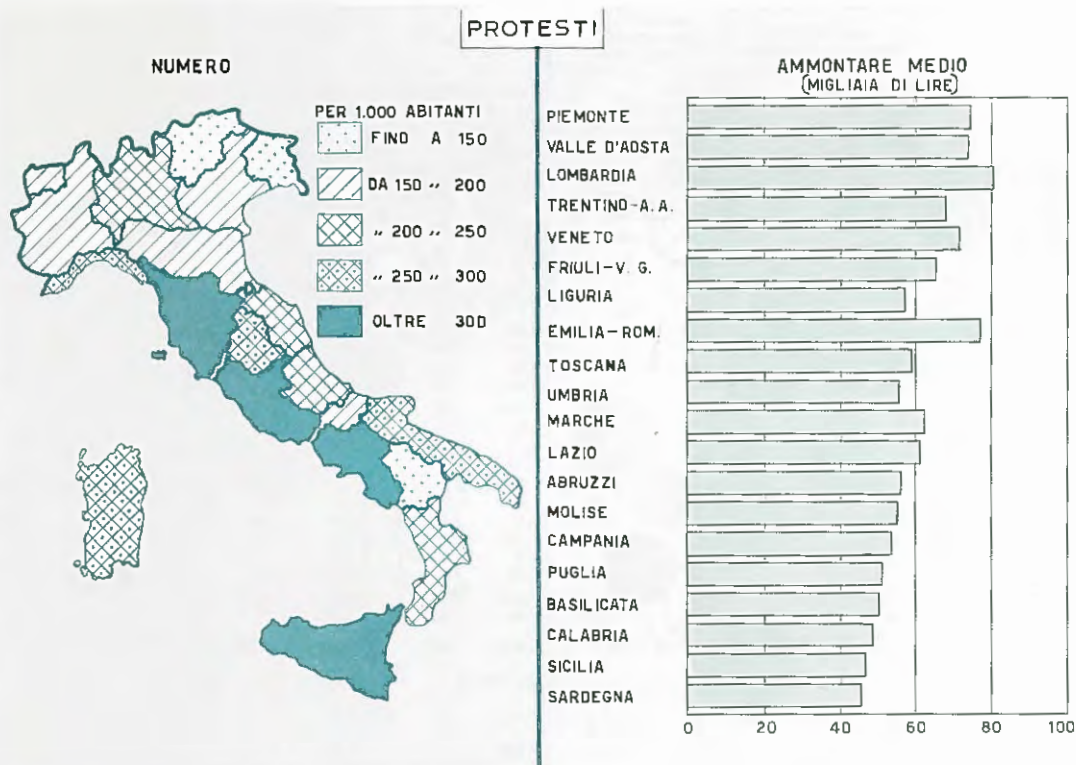 PROTESTI
NUMERO
PER 1.000 ABITANTI
FINO A 150
DA 150 〃 200
〃 200 〃 250
〃 250 〃 300
OLTRE 300
AMMONTARE MEDIO
(MIGLIAIA DI LIRE)
PIEMONTE
VALLE D'AOSTA
LOMBARDIA
TRENTINO-A.A.
VENETO
FRIULI-V. G.
LIGURIA
EMILIA-ROM.
TOSCANA
UMBRIA
MARCHE
LAZIO
ABRUZZI
MOLISE
CAMPANIA
PUGLIA
BASILICATA
CALABRIA
SICILIA
SARDEGNA
0 20 40 60 80 100